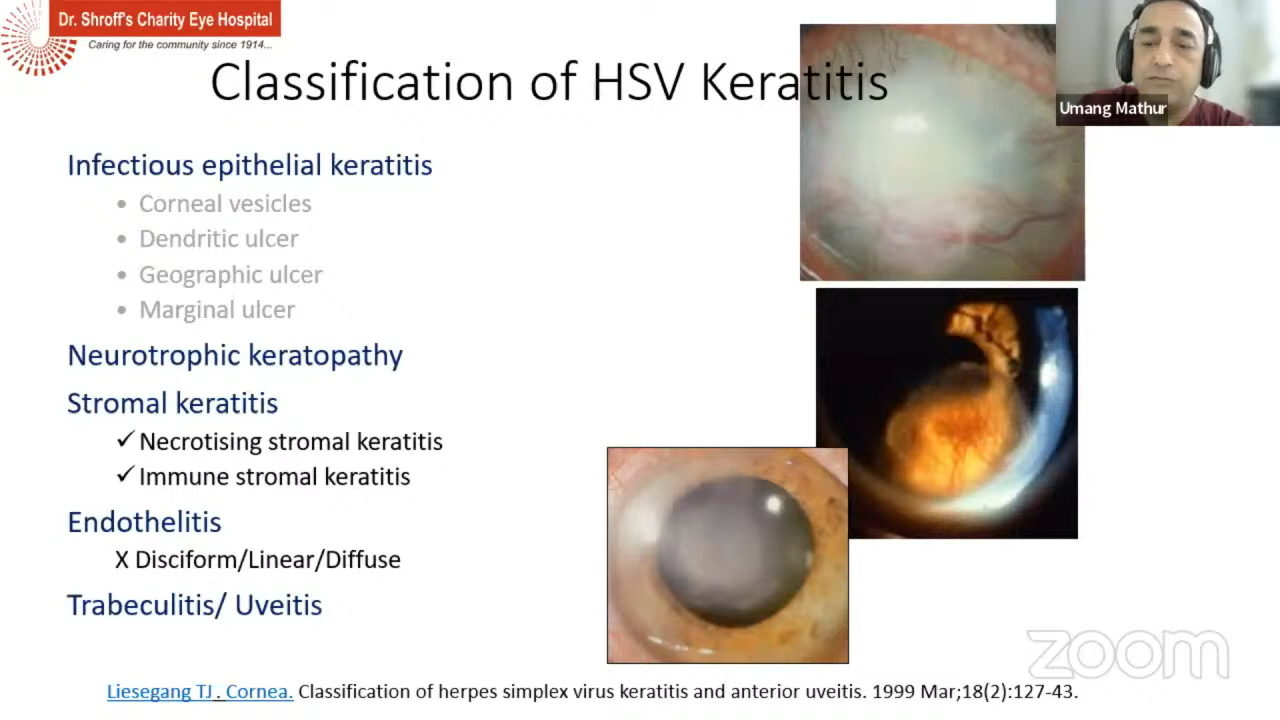 Dr. Shroff's Charity Eye Hospital
Caring for the community since 1914...
Classification of HSV Keratitis
Umang Mathur
Infectious epithelial keratitis
• Corneal vesicles
• Dendritic ulcer
• Geographic ulcer
• Marginal ulcer
Neurotrophic keratopathy
Stromal keratitis
✓ Necrotising stromal keratitis
✓ Immune stromal keratitis
Endothelitis
X Disciform/Linear/Diffuse
Trabeculitis/ Uveitis
zoom
Liesegang TJ . Cornea. Classification of herpes simplex virus keratitis and anterior uveitis. 1999 Mar;18(2):127-43.